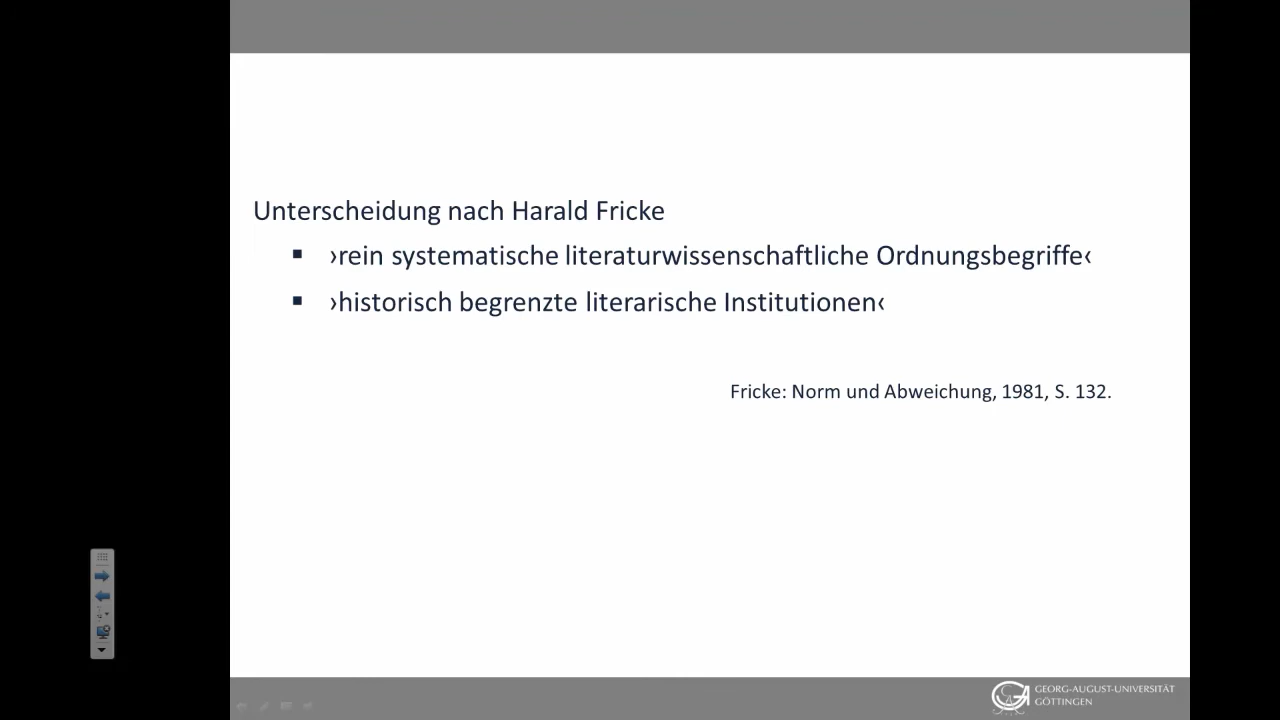 Unterscheidung nach Harald Fricke
▪ ›rein systematische literaturwissenschaftliche Ordnungsbegriffe‹
▪ ›historisch begrenzte literarische Institutionen‹
Fricke: Norm und Abweichung, 1981, S. 132.
GEORG-AUGUST-UNIVERSITÄT
GÖTTINGEN